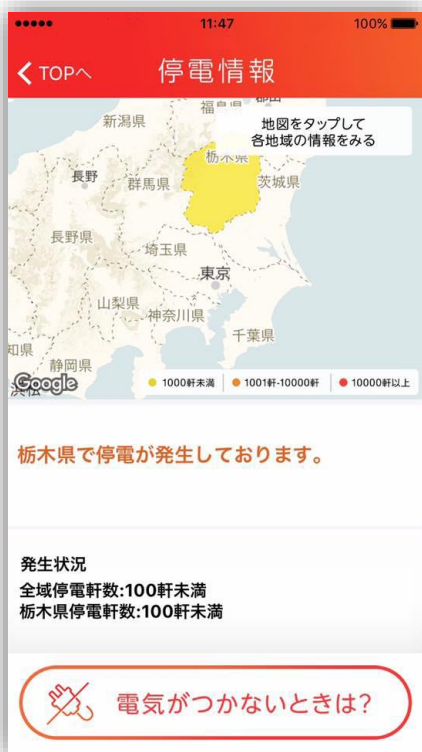 11:47
100%
TOPへ
停電情報
地図をタップして
各地域の情報をみる
福島県
新潟県
栃木県
長野
群馬県
茨城県
長野県
埼玉県
東京
山梨県
神奈川県
千葉県
知県
静岡県
浜松
Google
1000軒未満
1001軒-10000軒
10000軒以上
栃木県で停電が発生しております。
発生状況
全域停電軒数:100軒未満
栃木県停電軒数:100軒未満
電気がつかないときは?